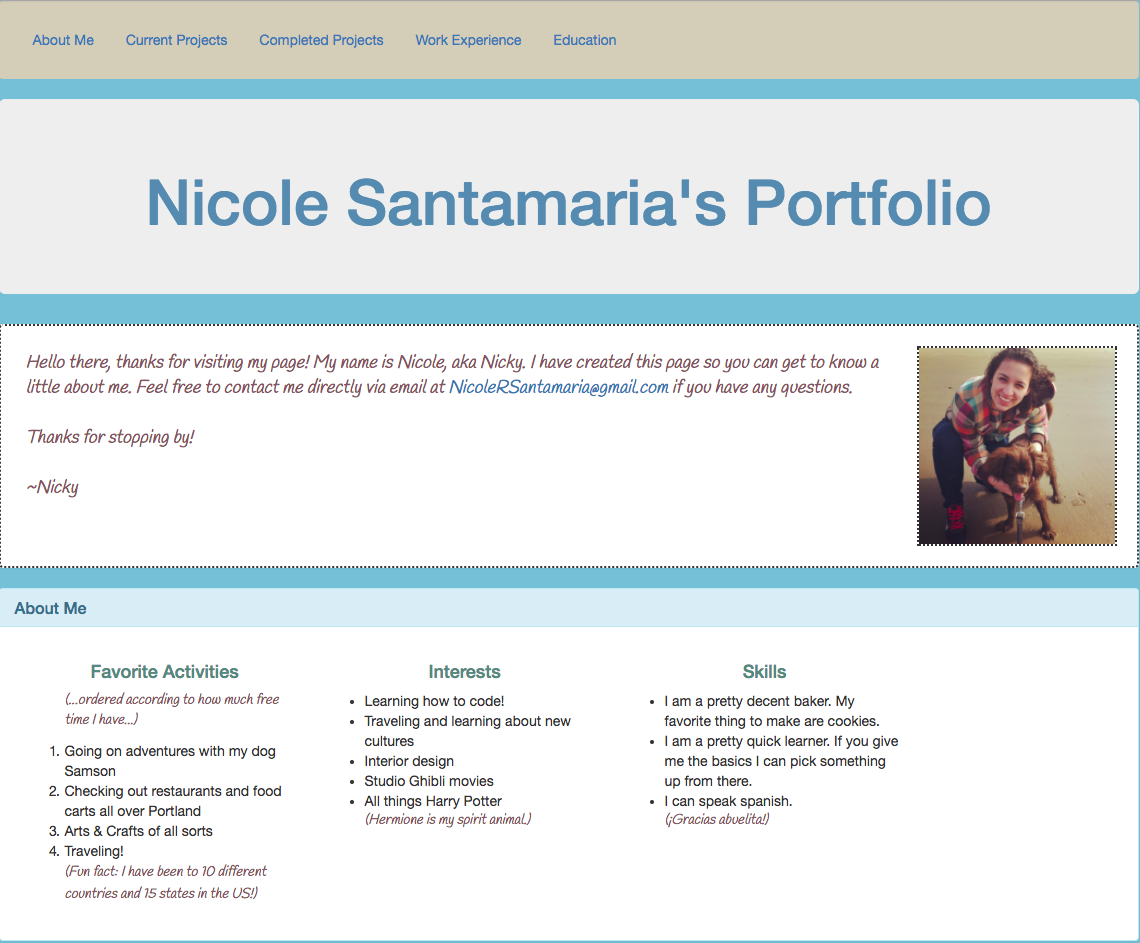 About Me Current Projects Completed Projects Work Experience Education
Nicole Santamaria's Portfolio
Hello there, thanks for visiting my page! My name is Nicole, aka Nicky. I have created this page so you can get to know a
little about me. Feel free to contact me directly via email at NicoleRSantamaria@gmail.com if you have any questions.
Thanks for stopping by!
~Nicky
About Me
Favorite Activities
(...ordered according to how much free
time I have...)
1. Going on adventures with my dog
Samson
2. Checking out restaurants and food
carts all over Portland
3. Arts & Crafts of all sorts
4. Traveling!
(Fun fact: I have been to 10 different
countries and 15 states in the US!)
Interests
• Learning how to code!
• Traveling and learning about new
cultures
• Interior design
• Studio Ghibli movies
• All things Harry Potter
(Hermione is my spirit animal.)
Skills
• I am a pretty decent baker. My
favorite thing to make are cookies.
• I am a pretty quick learner. If you give
me the basics I can pick something
up from there.
• I can speak spanish.
(¡Gracias abuelita!)